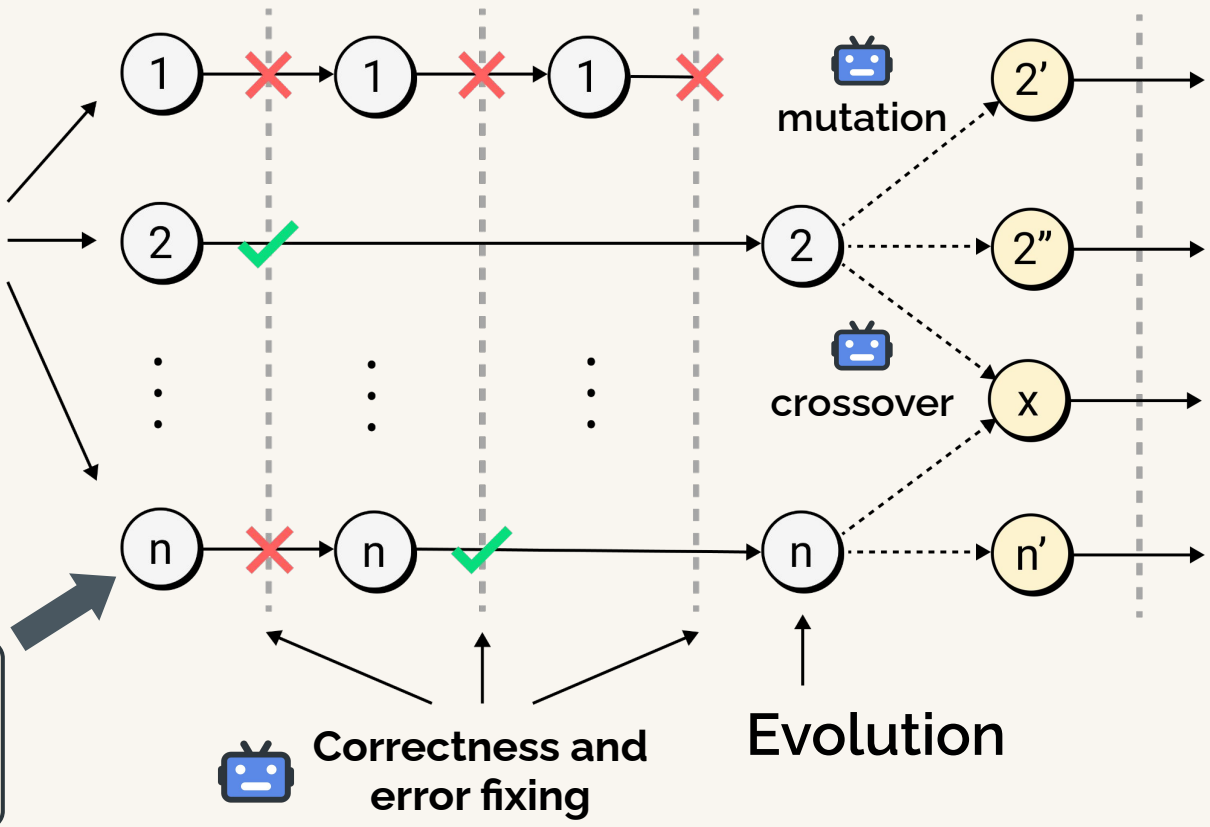 1
1
1
mutation
2’
2
2
2”
crossover
x
n
n
n
n’
Correctness and
error fixing
Evolution